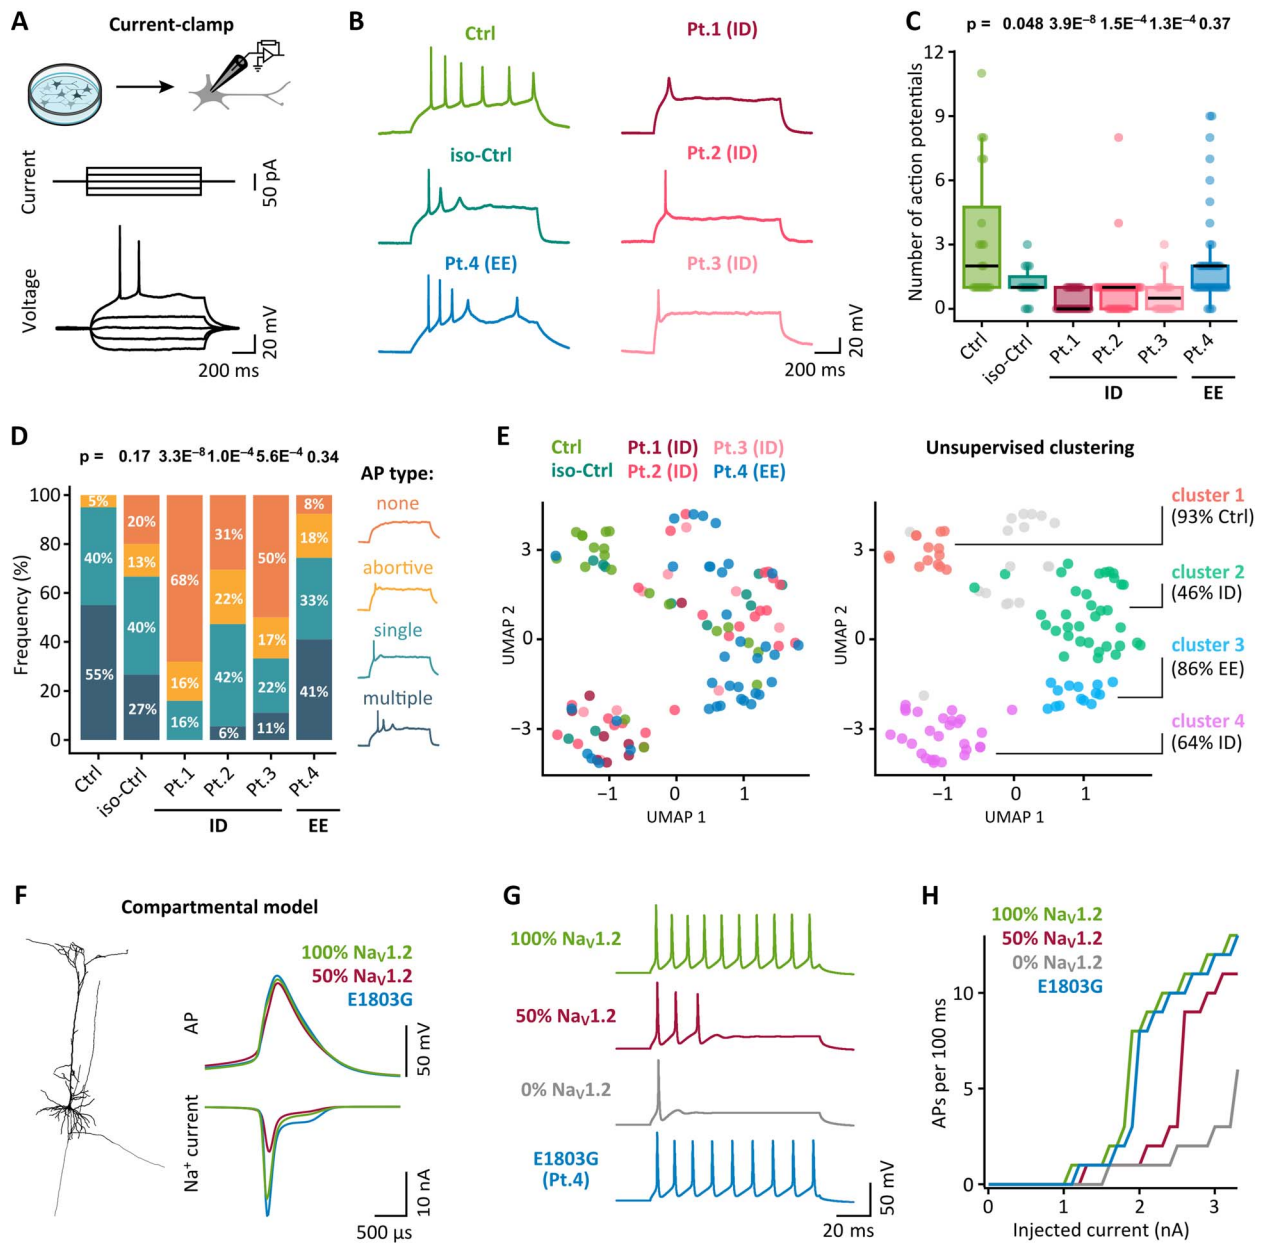 A
Current-clamp
Current
50 pA
Voltage
20 mV
200 ms
B
Ctrl
Pt.1 (ID)
iso-Ctrl
Pt.2 (ID)
Pt.4 (EE)
Pt.3 (ID)
20 mV
200 ms
C
p = 0.048 3.9E⁻⁸ 1.5E⁻⁴ 1.3E⁻⁴ 0.37
Number of action potentials
12
9
6
3
0
Ctrl
iso-Ctrl
Pt.1
Pt.2
Pt.3
Pt.4
ID
EE
D
p = 0.17 3.3E⁻⁸ 1.0E⁻⁴ 5.6E⁻⁴ 0.34
Frequency (%)
100
80
60
40
20
0
5%
40%
55%
20%
13%
40%
27%
68%
16%
16%
31%
22%
42%
6%
50%
17%
22%
11%
8%
18%
33%
41%
Ctrl
iso-Ctrl
Pt.1
Pt.2
Pt.3
Pt.4
ID
EE
AP type:
none
abortive
single
multiple
E
Ctrl Pt.1 (ID) Pt.3 (ID)
iso-Ctrl Pt.2 (ID) Pt.4 (EE)
UMAP 2
3
0
−3
−1 0 1
UMAP 1
Unsupervised clustering
UMAP 2
3
0
−3
−1 0 1
UMAP 1
cluster 1
(93% Ctrl)
cluster 2
(46% ID)
cluster 3
(86% EE)
cluster 4
(64% ID)
F
Compartmental model
100% NaV1.2
50% NaV1.2
E1803G
AP
50 mV
Na⁺ current
10 nA
500 µs
G
100% NaV1.2
50% NaV1.2
0% NaV1.2
E1803G
(Pt.4)
50 mV
20 ms
H
100% NaV1.2
50% NaV1.2
0% NaV1.2
E1803G
APs per 100 ms
10
5
0
0 1 2 3
Injected current (nA)